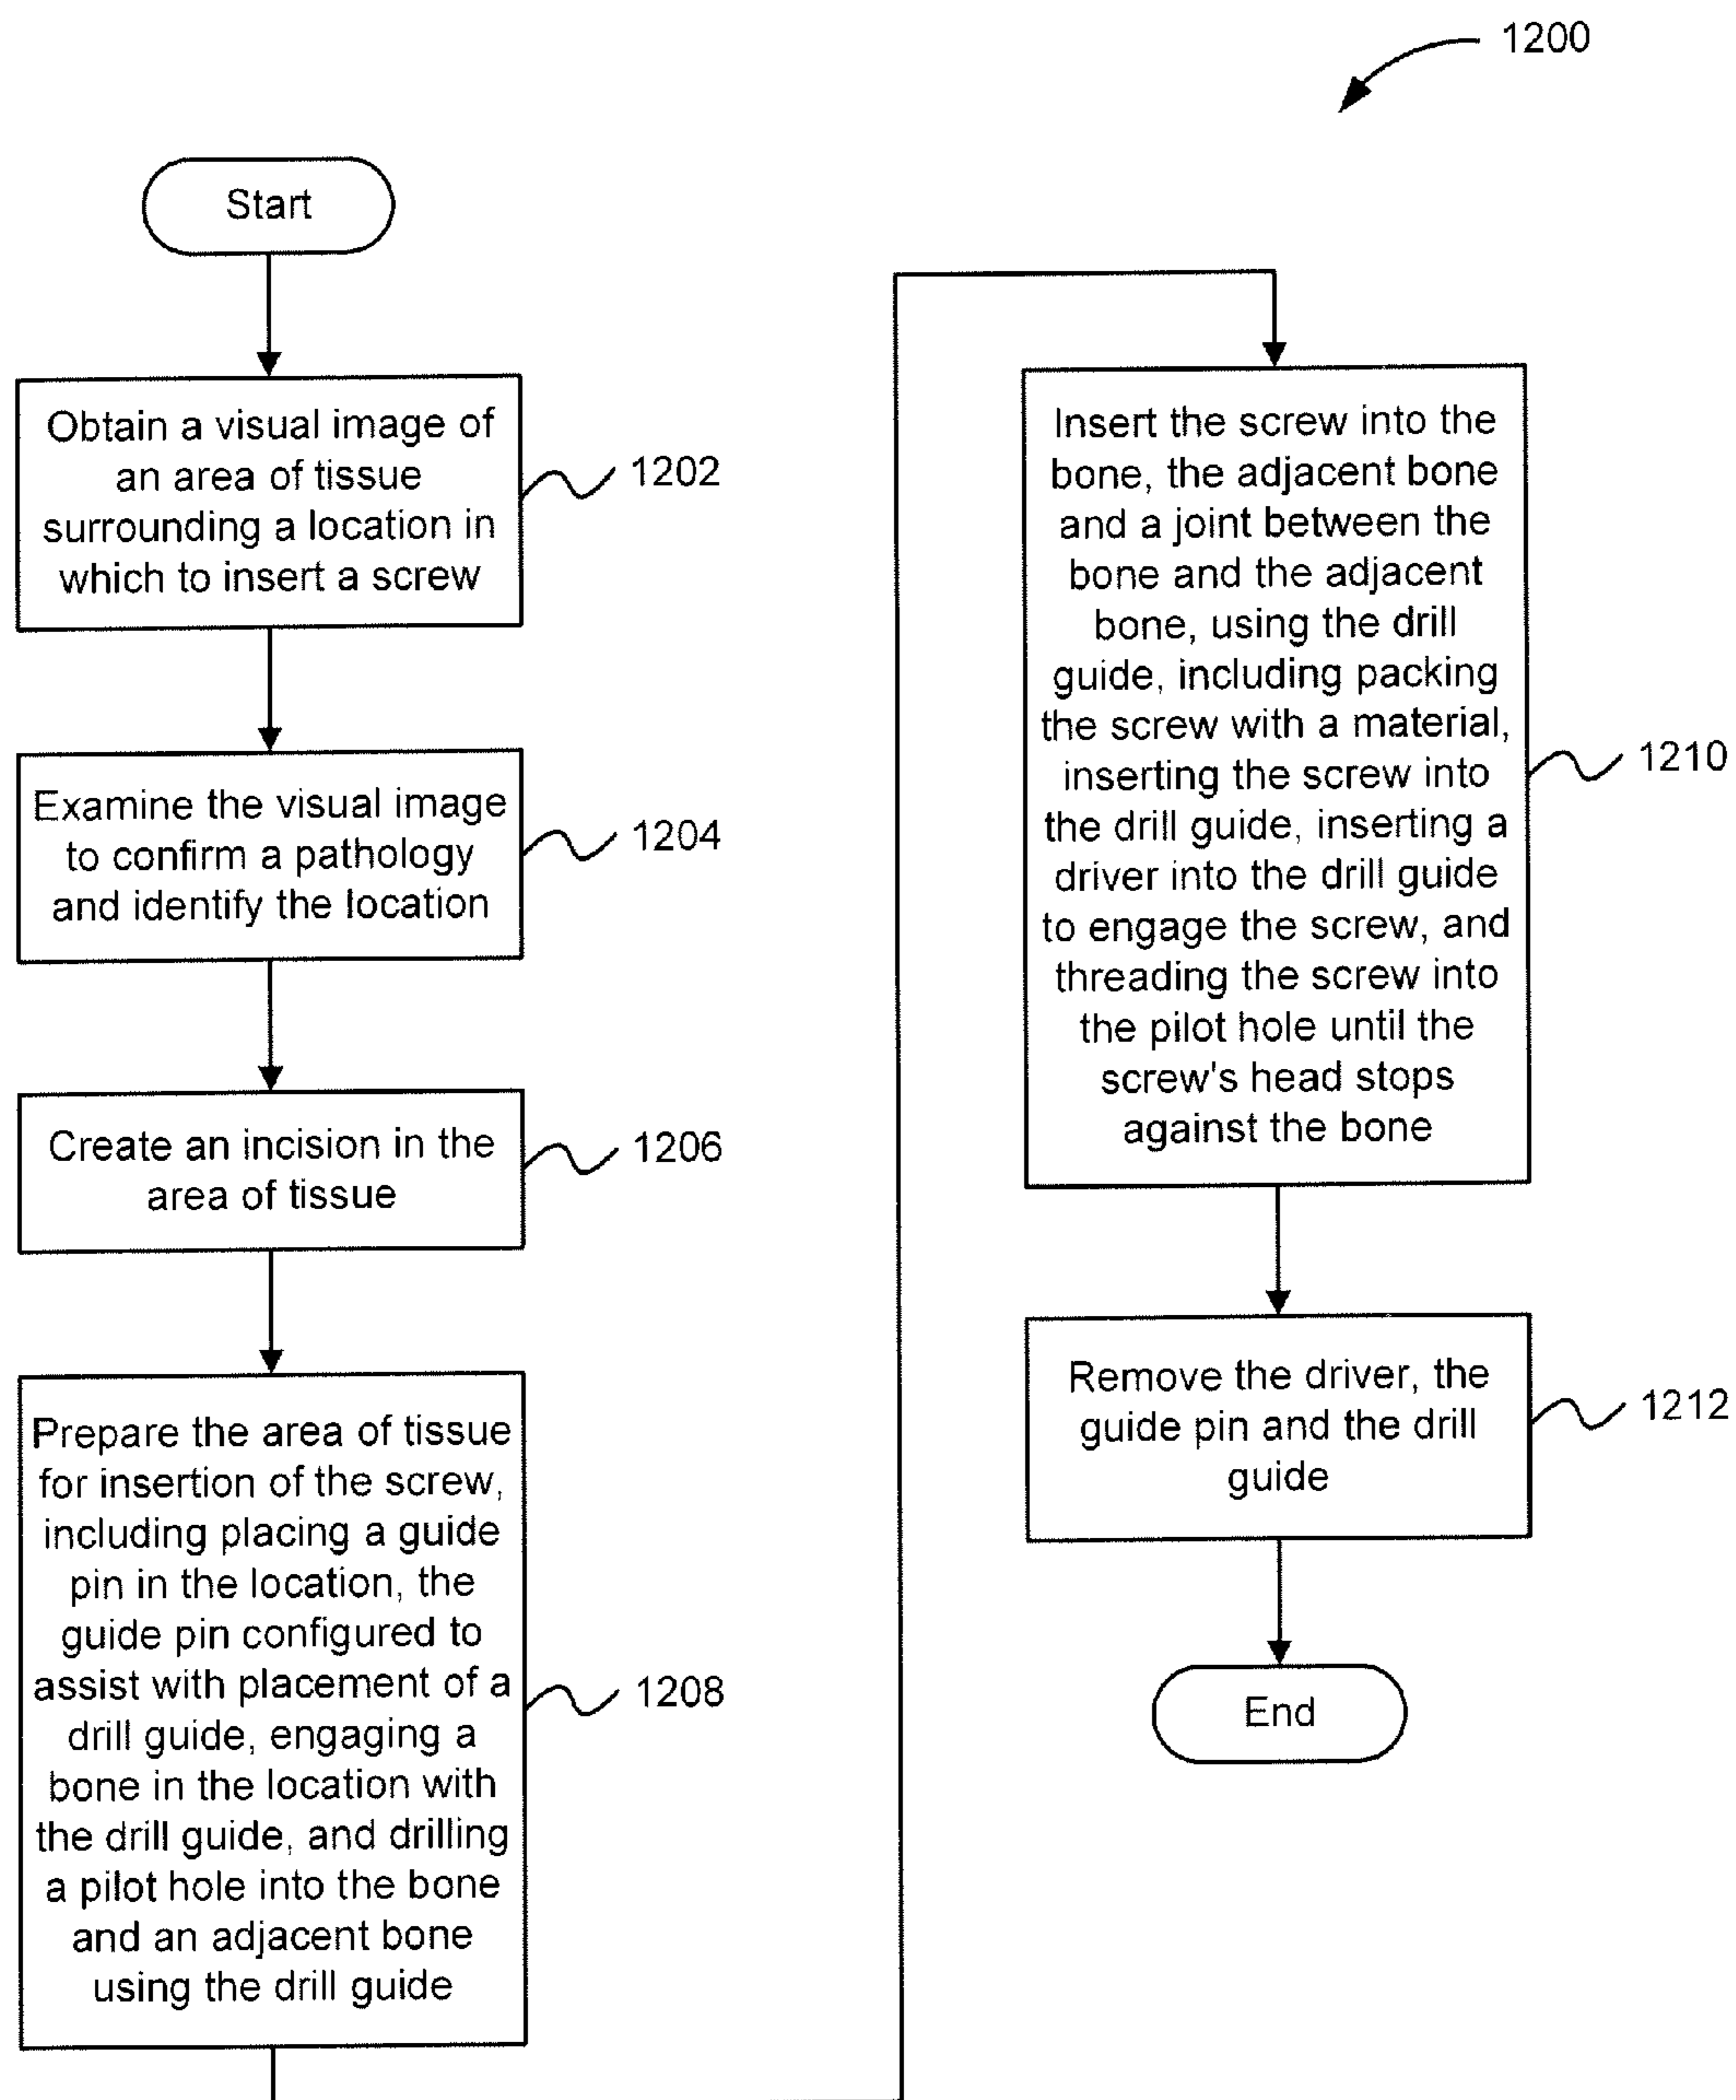 1200
Start
Obtain a visual image of
an area of tissue
surrounding a location in
which to insert a screw
1202
Examine the visual image
to confirm a pathology
and identify the location
1204
Create an incision in the
area of tissue
1206
Prepare the area of tissue
for insertion of the screw,
including placing a guide
pin in the location, the
guide pin configured to
assist with placement of a
drill guide, engaging a
bone in the location with
the drill guide, and drilling
a pilot hole into the bone
and an adjacent bone
using the drill guide
1208
Insert the screw into the
bone, the adjacent bone
and a joint between the
bone and the adjacent
bone, using the drill
guide, including packing
the screw with a material,
inserting the screw into
the drill guide, inserting a
driver into the drill guide
to engage the screw, and
threading the screw into
the pilot hole until the
screw's head stops
against the bone
1210
Remove the driver, the
guide pin and the drill
guide
1212
End